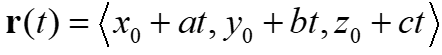 r(t) = ⟨x₀ + at, y₀ + bt, z₀ + ct⟩